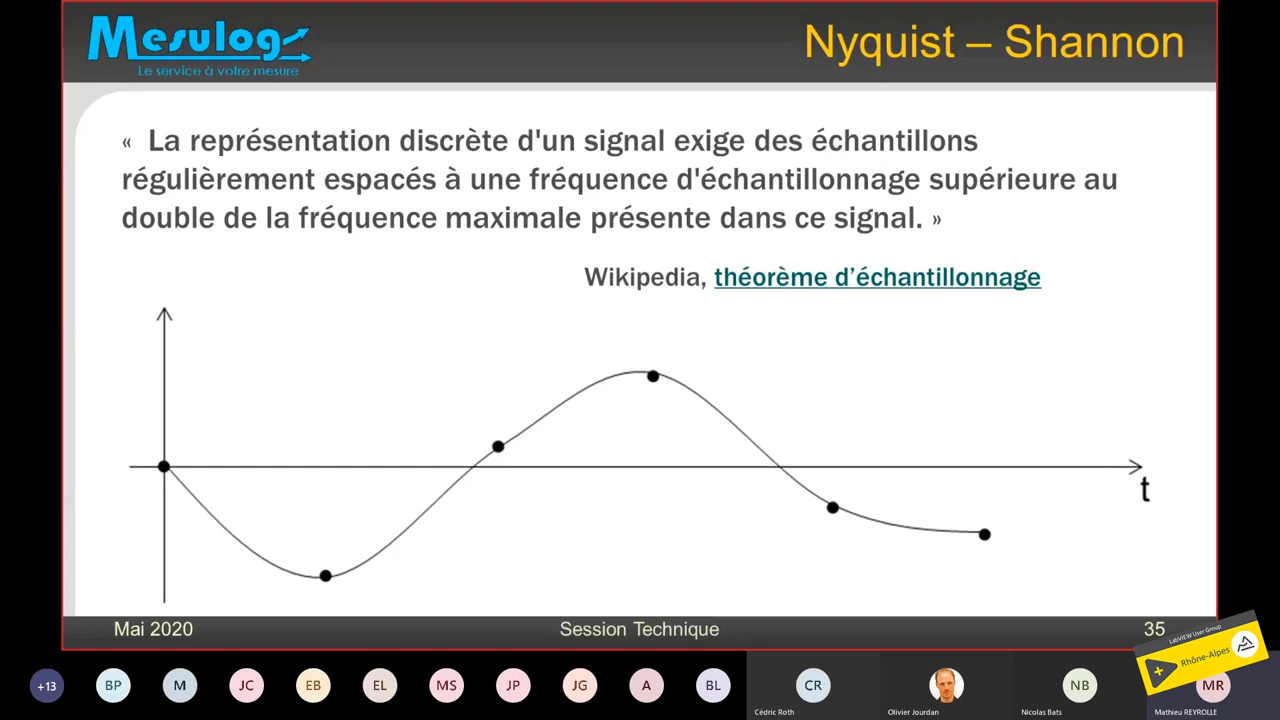 Mesulog
Le service à votre mesure
Nyquist – Shannon
« La représentation discrète d'un signal exige des échantillons
régulièrement espacés à une fréquence d'échantillonnage supérieure au
double de la fréquence maximale présente dans ce signal. »
Wikipedia, théorème d'échantillonnage
t
Mai 2020
Session Technique
35
LabVIEW User Group
Rhône-Alpes
+13
BP
M
JC
EB
EL
MS
JP
JG
A
BL
CR
NB
MR
Cédric Roth
Olivier Jourdan
Nicolas Bats
Mathieu REYROLLE